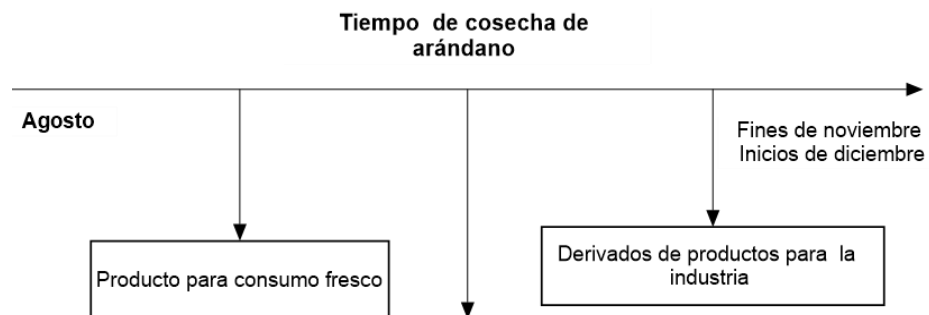 Tiempo de cosecha de
arándano
Agosto
Fines de noviembre
Inicios de diciembre
Producto para consumo fresco
Derivados de productos para la
industria